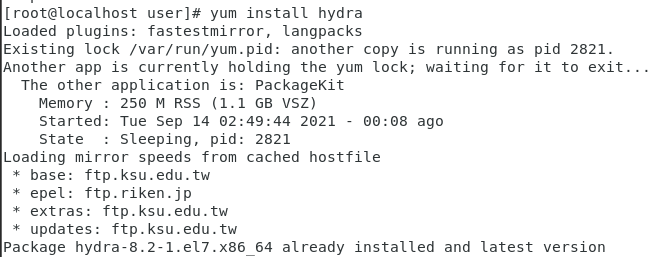 [root@localhost user]# yum install hydra
Loaded plugins: fastestmirror, langpacks
Existing lock /var/run/yum.pid: another copy is running as pid 2821.
Another app is currently holding the yum lock; waiting for it to exit...
  The other application is: PackageKit
    Memory : 250 M RSS (1.1 GB VSZ)
    Started: Tue Sep 14 02:49:44 2021 - 00:08 ago
    State  : Sleeping, pid: 2821
Loading mirror speeds from cached hostfile
 * base: ftp.ksu.edu.tw
 * epel: ftp.riken.jp
 * extras: ftp.ksu.edu.tw
 * updates: ftp.ksu.edu.tw
Package hydra-8.2-1.el7.x86_64 already installed and latest version